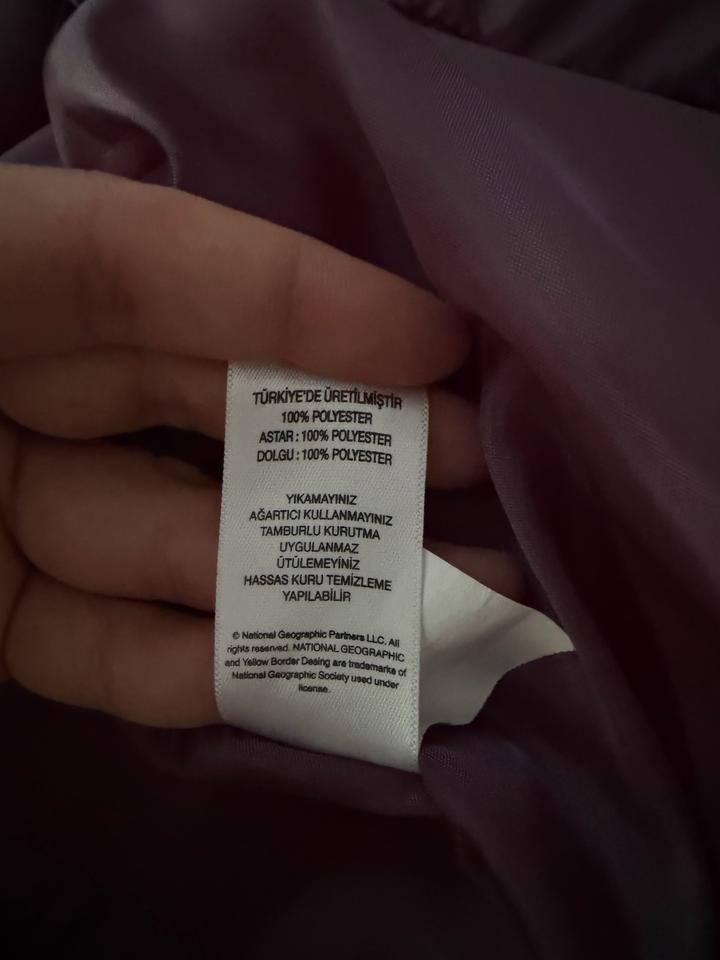 TÜRKİYE'DE ÜRETİLMİŞTİR
100% POLYESTER
ASTAR : 100% POLYESTER
DOLGU : 100% POLYESTER
YIKAMAYINIZ
AĞARTICI KULLANMAYINIZ
TAMBURLU KURUTMA
UYGULANMAZ
ÜTÜLEMEYİNİZ
HASSAS KURU TEMİZLEME
YAPILABİLİR
© National Geographic Partners LLC. All
rights reserved. NATIONAL GEOGRAPHIC
and Yellow Border Desing are trademarks of
National Geographic Society used under
license.